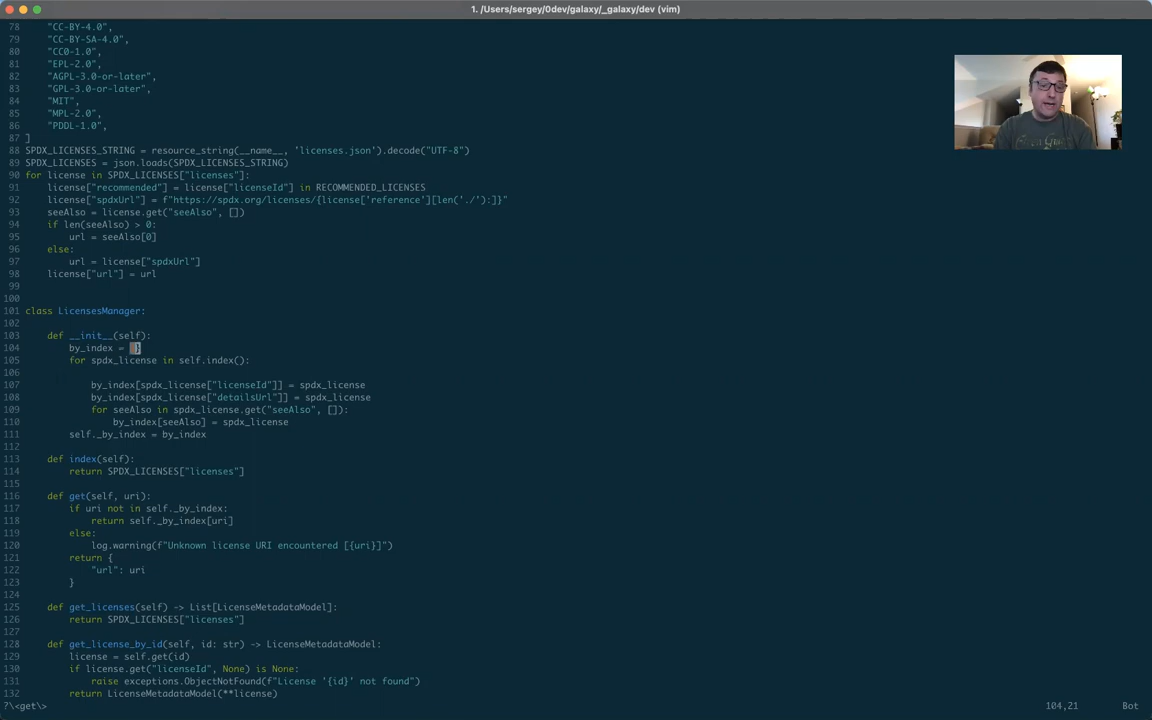 1. /Users/sergey/0dev/galaxy/_galaxy/dev (vim)
78 "CC-BY-4.0",
79 "CC-BY-SA-4.0",
80 "CC0-1.0",
81 "EPL-2.0",
82 "AGPL-3.0-or-later",
83 "GPL-3.0-or-later",
84 "MIT",
85 "MPL-2.0",
86 "PDDL-1.0",
87 ]
88 SPDX_LICENSES_STRING = resource_string(__name__, 'licenses.json').decode("UTF-8")
89 SPDX_LICENSES = json.loads(SPDX_LICENSES_STRING)
90 for license in SPDX_LICENSES["licenses"]:
91 license["recommended"] = license["licenseId"] in RECOMMENDED_LICENSES
92 license["spdxUrl"] = f"https://spdx.org/licenses/{license['reference'][len('./'):]}"
93 seeAlso = license.get("seeAlso", [])
94 if len(seeAlso) > 0:
95 url = seeAlso[0]
96 else:
97 url = license["spdxUrl"]
98 license["url"] = url
99
100
101 class LicensesManager:
102
103 def __init__(self):
104 by_index = {}
105 for spdx_license in self.index():
106
107 by_index[spdx_license["licenseId"]] = spdx_license
108 by_index[spdx_license["detailsUrl"]] = spdx_license
109 for seeAlso in spdx_license.get("seeAlso", []):
110 by_index[seeAlso] = spdx_license
111 self._by_index = by_index
112
113 def index(self):
114 return SPDX_LICENSES["licenses"]
115
116 def get(self, uri):
117 if uri not in self._by_index:
118 return self._by_index[uri]
119 else:
120 log.warning(f"Unknown license URI encountered [{uri}]")
121 return {
122 "url": uri
123 }
124
125 def get_licenses(self) -> List[LicenseMetadataModel]:
126 return SPDX_LICENSES["licenses"]
127
128 def get_license_by_id(self, id: str) -> LicenseMetadataModel:
129 license = self.get(id)
130 if license.get("licenseId", None) is None:
131 raise exceptions.ObjectNotFound(f"License '{id}' not found")
132 return LicenseMetadataModel(**license)
?\<get\> 104,21 Bot